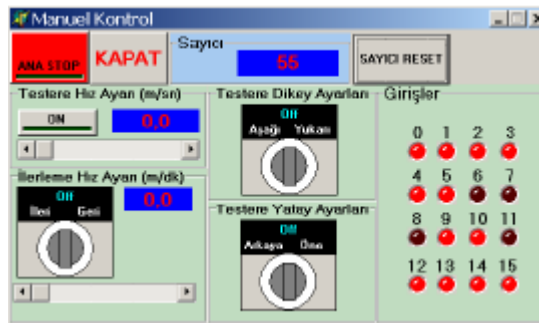 Manuel Kontrol
ANA STOP
KAPAT
Sayıcı
55
SAYICI RESET
Testere Hız Ayarı (m/sn)
ON
0,0
İlerleme Hız Ayarı (m/dk)
Off
İleri Geri
0,0
Testere Dikey Ayarları
Off
Aşağı Yukarı
Testere Yatay Ayarları
Off
Arkaya Öne
Girişler
0 1 2 3
4 5 6 7
8 9 10 11
12 13 14 15